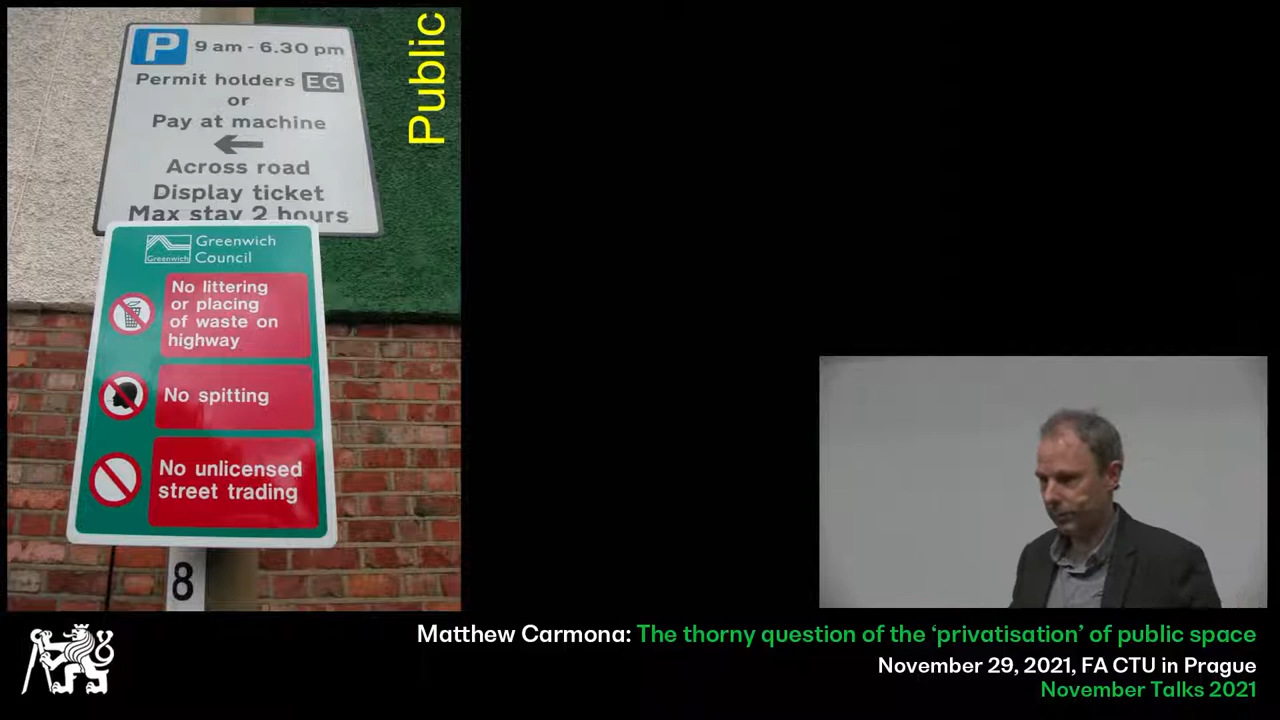 P 9 am - 6.30 pm
Permit holders EG
or
Pay at machine
Across road
Display ticket
Max stay 2 hours
Public
Greenwich
Greenwich
Council
No littering
or placing
of waste on
highway
No spitting
No unlicensed
street trading
8
Matthew Carmona: The thorny question of the ‘privatisation’ of public space
November 29, 2021, FA CTU in Prague
November Talks 2021